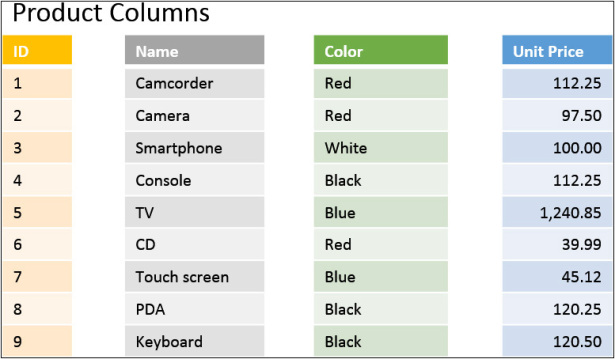 Product Columns
ID Name Color Unit Price
1 Camcorder Red 112.25
2 Camera Red 97.50
3 Smartphone White 100.00
4 Console Black 112.25
5 TV Blue 1,240.85
6 CD Red 39.99
7 Touch screen Blue 45.12
8 PDA Black 120.25
9 Keyboard Black 120.50